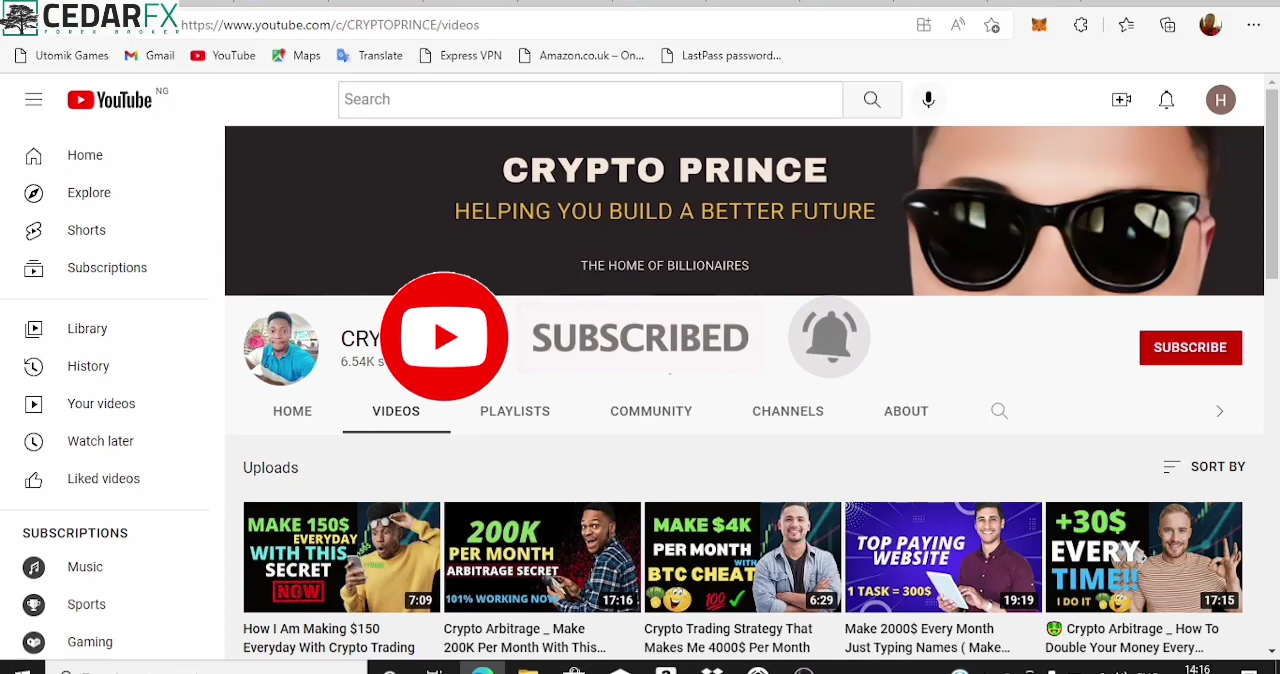 CEDARFX
FOREX BROKER
https://www.youtube.com/c/CRYPTOPRINCE/videos
Utomik Games
Gmail
YouTube
Maps
Translate
Express VPN
Amazon.co.uk – On...
LastPass password...
YouTube NG
Search
H
Home
Explore
Shorts
Subscriptions
Library
History
Your videos
Watch later
Liked videos
SUBSCRIPTIONS
Music
Sports
Gaming
CRYPTO PRINCE
HELPING YOU BUILD A BETTER FUTURE
THE HOME OF BILLIONAIRES
CRY
6.54K s
SUBSCRIBED
SUBSCRIBE
HOME
VIDEOS
PLAYLISTS
COMMUNITY
CHANNELS
ABOUT
Uploads
SORT BY
MAKE 150$
EVERYDAY
WITH THIS
SECRET
NOW
7:09
How I Am Making $150
Everyday With Crypto Trading
200K
PER MONTH
ARBITRAGE SECRET
101% WORKING NOW
17:16
Crypto Arbitrage _ Make
200K Per Month With This...
MAKE $4K
PER MONTH
WITH
BTC CHEAT
100
6:29
Crypto Trading Strategy That
Makes Me 4000$ Per Month
TOP PAYING
WEBSITE
1 TASK = 300$
19:19
Make 2000$ Every Month
Just Typing Names ( Make...
+30$
EVERY
TIME!!
I DO IT
17:15
🤑 Crypto Arbitrage _ How To
Double Your Money Every...
14:16